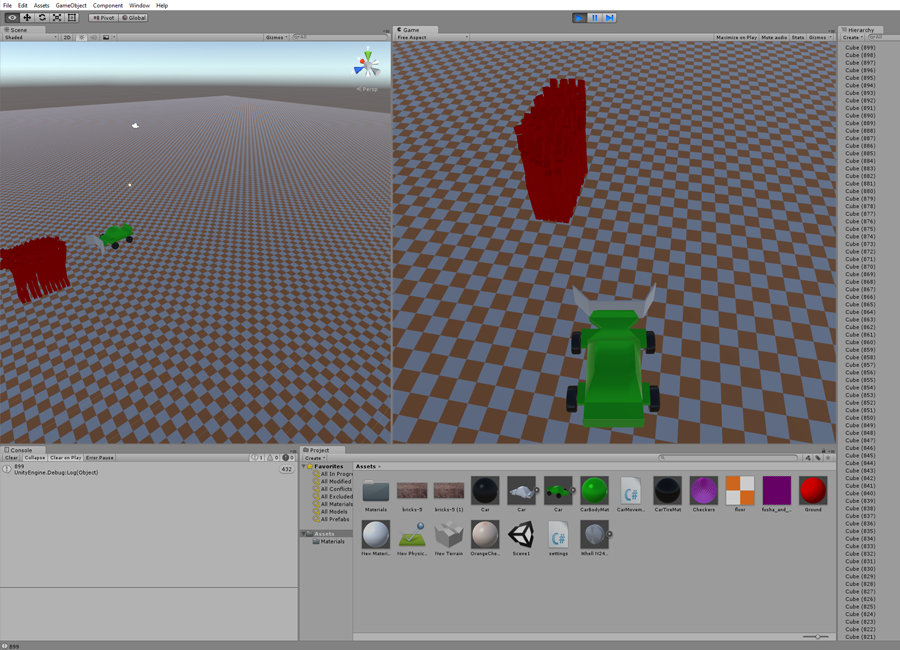 File Edit Assets GameObject Component Window Help
Pivot Global
Scene
Shaded 2D Gizmos All
Persp
Game
Free Aspect Maximize on Play Mute audio Stats Gizmos
Hierarchy
Create All
Cube (899)
Cube (898)
Cube (897)
Cube (896)
Cube (895)
Cube (894)
Cube (893)
Cube (892)
Cube (891)
Cube (890)
Cube (889)
Cube (888)
Cube (887)
Cube (886)
Cube (885)
Cube (884)
Cube (883)
Cube (882)
Cube (881)
Cube (880)
Cube (879)
Cube (878)
Cube (877)
Cube (876)
Cube (875)
Cube (874)
Cube (873)
Cube (872)
Cube (871)
Cube (870)
Cube (869)
Cube (868)
Cube (867)
Cube (866)
Cube (865)
Cube (864)
Cube (863)
Cube (862)
Cube (861)
Cube (860)
Cube (859)
Cube (858)
Cube (857)
Cube (856)
Cube (855)
Cube (854)
Cube (853)
Cube (852)
Cube (851)
Cube (850)
Cube (849)
Cube (848)
Cube (847)
Cube (846)
Cube (845)
Cube (844)
Cube (843)
Cube (842)
Cube (841)
Cube (840)
Cube (839)
Cube (838)
Cube (837)
Cube (836)
Cube (835)
Cube (834)
Cube (833)
Cube (832)
Cube (831)
Cube (830)
Cube (829)
Cube (828)
Cube (827)
Cube (826)
Cube (825)
Cube (824)
Cube (823)
Cube (822)
Cube (821)
Console
Clear Collapse Clear on Play Error Pause 1 0 0
899
UnityEngine.Debug:Log(Object)
432
Project
Create
Favorites
All In Progre
All Modified
All Conflicts
All Excluded
All Materials
All Models
All Prefabs
Assets
Materials
Assets
Materials bricks-5 bricks-5 (1) Car Car Car CarBodyMat CarMovem... CarTireMat Checkers floor fusha_and_... Ground
New Materi... New Physic... New Terrain OrangeChe... Scene1 settings Whell N24...
899